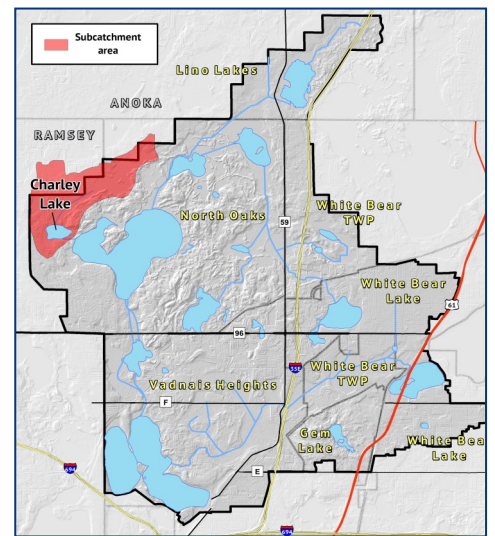 Subcatchment
area
Lino Lakes
ANOKA
RAMSEY
Charley
Lake
North Oaks
White Bear
TWP
59
White Bear
Lake
61
96
35E
White Bear
TWP
Vadnais Heights
F
Gem
Lake
White Bea
Lake
E
694
694